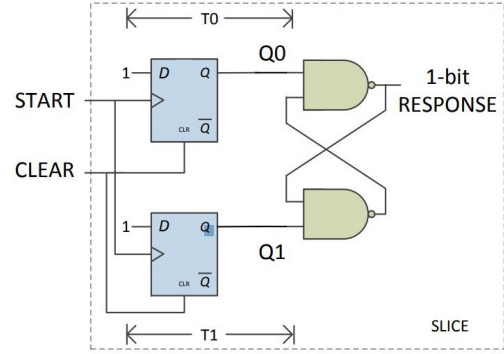 T0
Q0
1 D Q
START
CLR Q
1-bit
RESPONSE
CLEAR
1 D Q
Q1
CLR Q
T1
SLICE